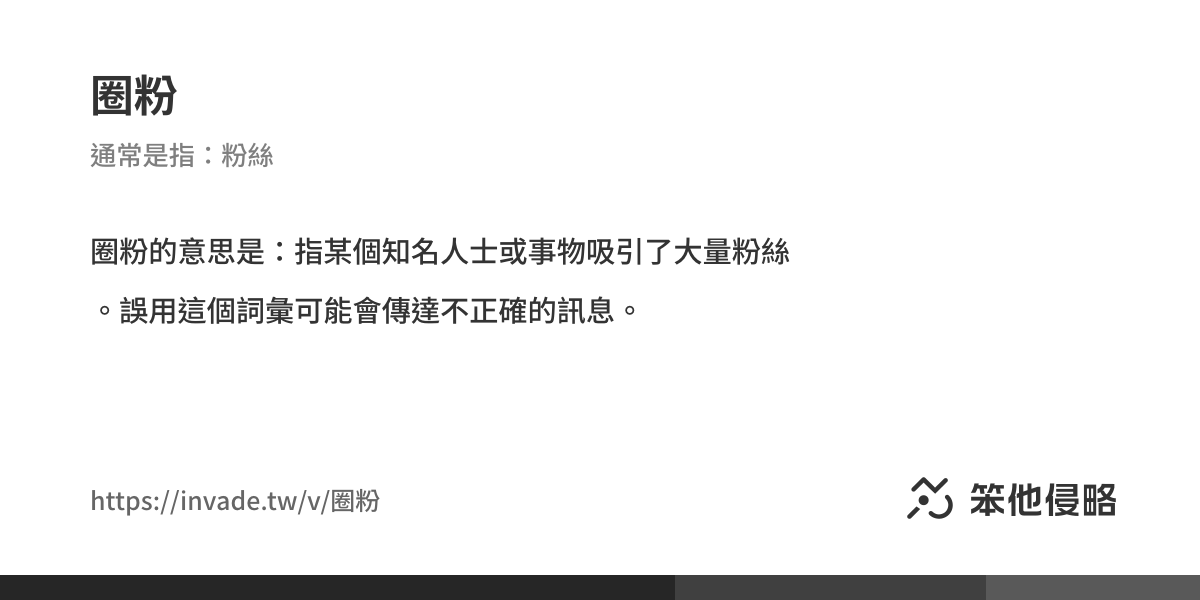 圈粉
通常是指：粉絲
圈粉的意思是：指某個知名人士或事物吸引了大量粉絲
。誤用這個詞彙可能會傳達不正確的訊息。
https://invade.tw/v/圈粉
笨他侵略